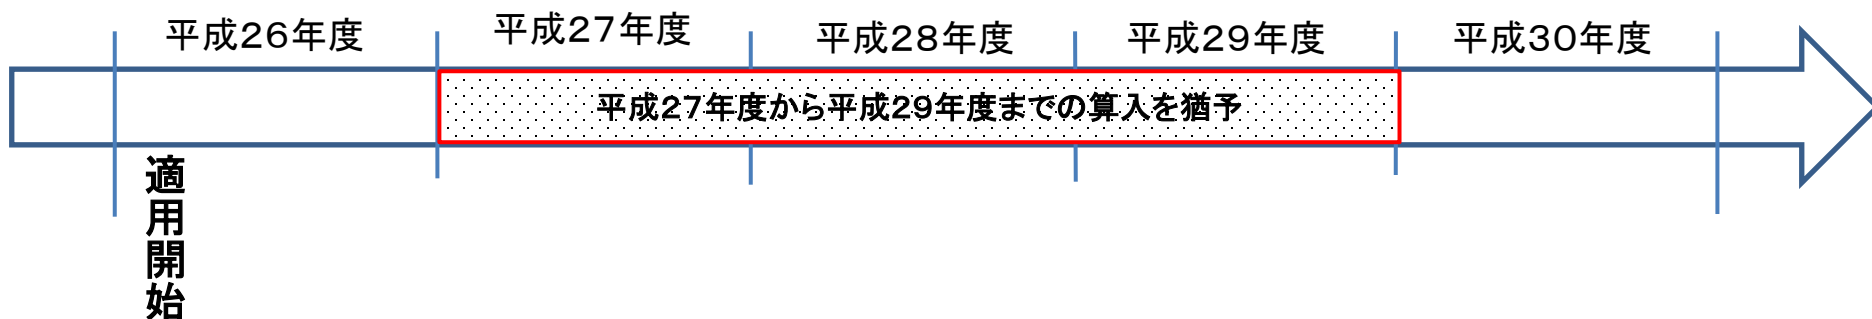 平成26年度
平成27年度
平成28年度
平成29年度
平成30年度
平成27年度から平成29年度までの算入を猶予
適用開始